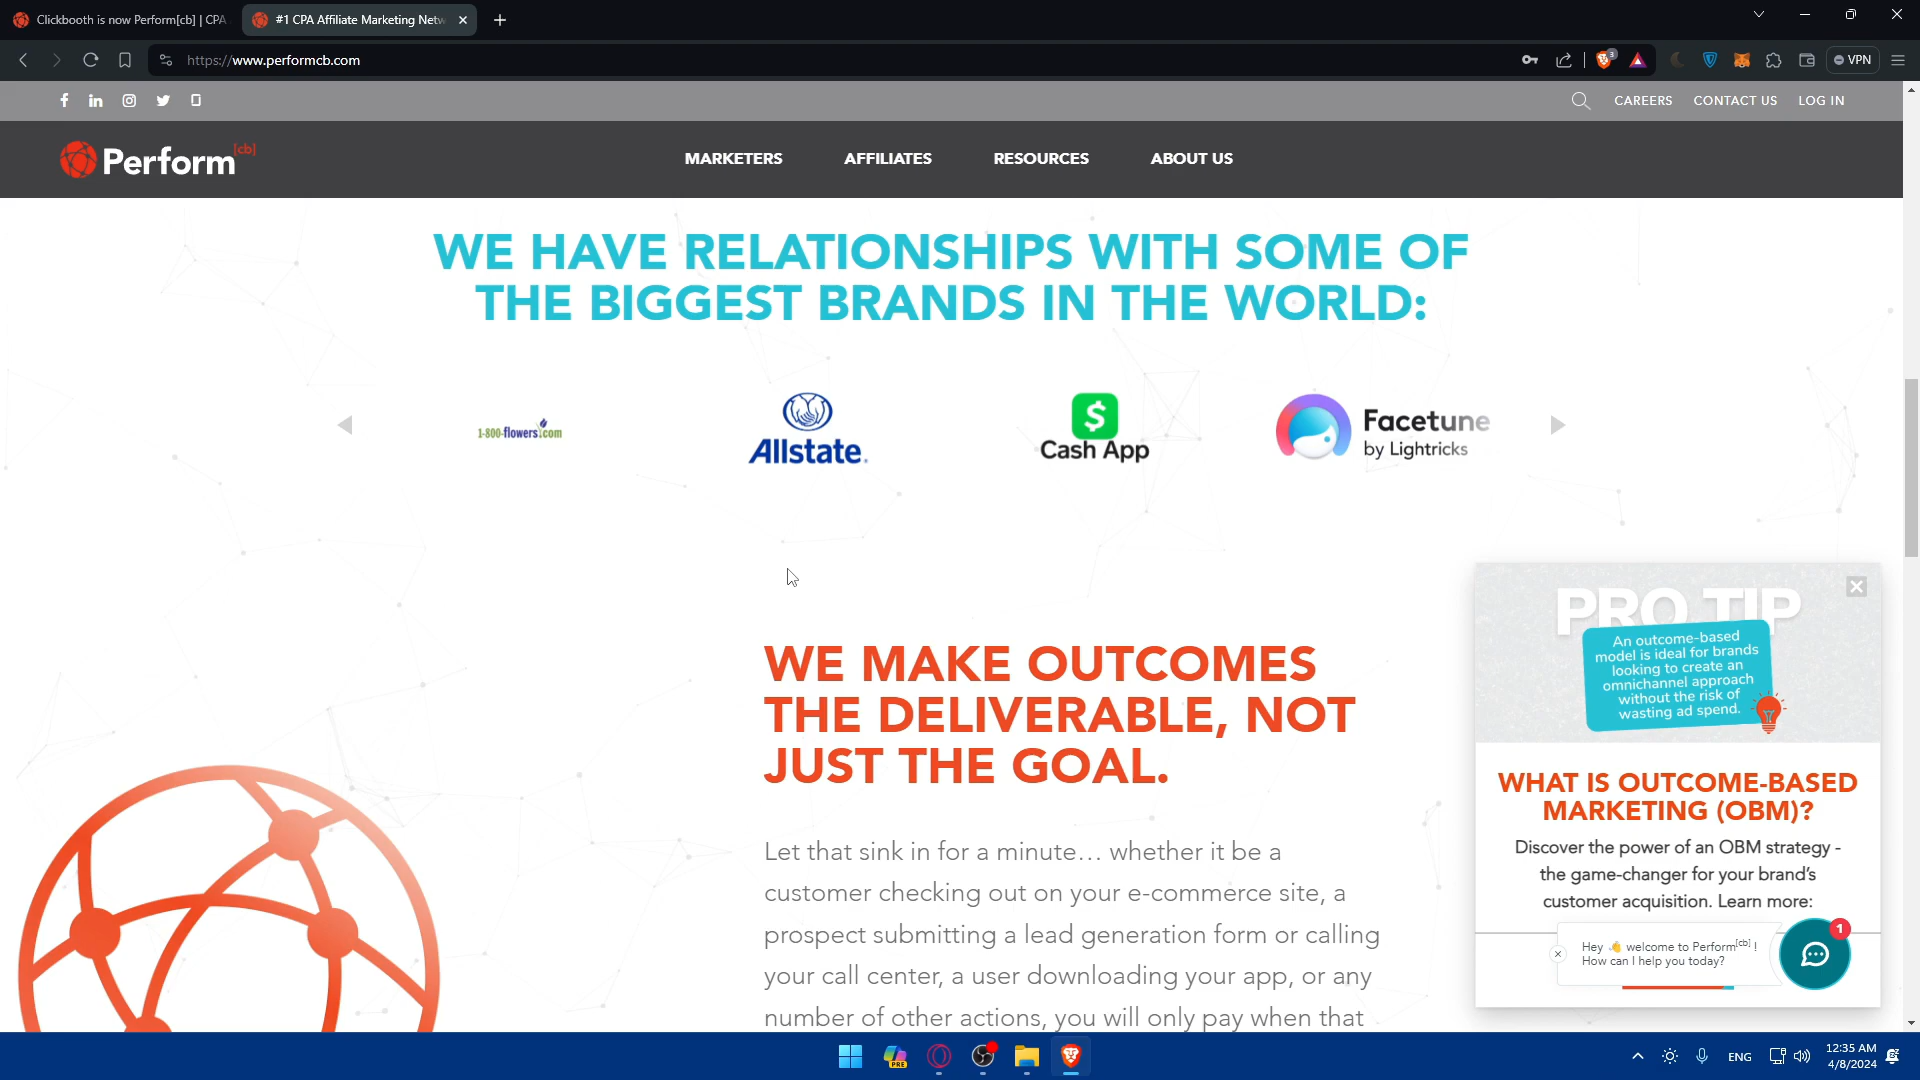 Clickbooth is now Perform[cb] | CPA
#1 CPA Affiliate Marketing Netw
https://www.performcb.com
3
VPN
CAREERS
CONTACT US
LOG IN
Perform[cb]
MARKETERS
AFFILIATES
RESOURCES
ABOUT US
WE HAVE RELATIONSHIPS WITH SOME OF
THE BIGGEST BRANDS IN THE WORLD:
1-800-flowers.com
Allstate.
$
Cash App
Facetune
by Lightricks
WE MAKE OUTCOMES
THE DELIVERABLE, NOT
JUST THE GOAL.
Let that sink in for a minute... whether it be a
customer checking out on your e-commerce site, a
prospect submitting a lead generation form or calling
your call center, a user downloading your app, or any
number of other actions, you will only pay when that
PRO TIP
An outcome-based
model is ideal for brands
looking to create an
omnichannel approach
without the risk of
wasting ad spend.
WHAT IS OUTCOME-BASED
MARKETING (OBM)?
Discover the power of an OBM strategy -
the game-changer for your brand's
customer acquisition. Learn more:
Hey 👋 welcome to Perform[cb] !
How can I help you today?
1
PRE
ENG
12:35 AM
4/8/2024